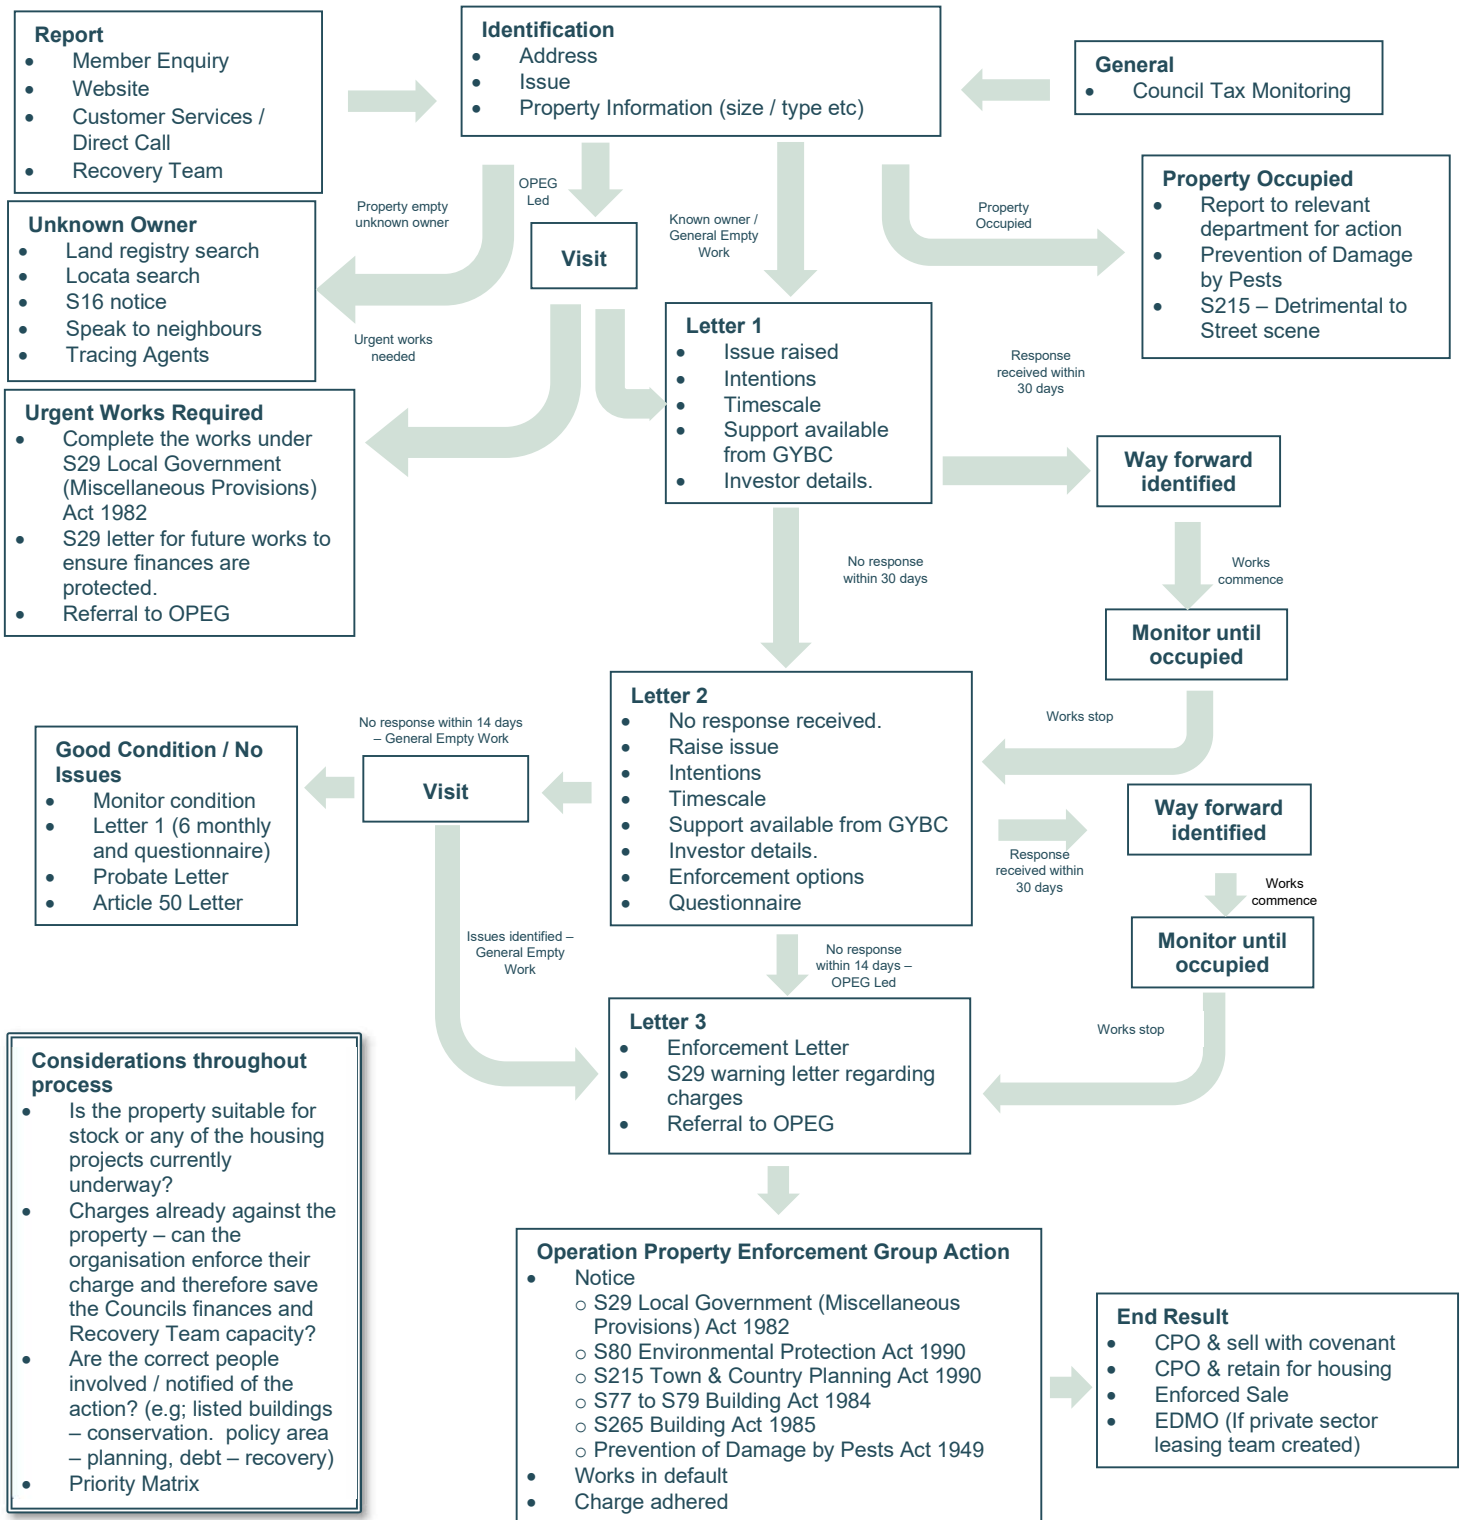 Report
• Member Enquiry
• Website
• Customer Services /
Direct Call
• Recovery Team
Identification
• Address
• Issue
• Property Information (size / type etc)
General
• Council Tax Monitoring
Property empty
unknown owner
OPEG
Led
Visit
Known owner /
General Empty
Work
Property
Occupied
Property Occupied
• Report to relevant
department for action
• Prevention of Damage
by Pests
• S215 – Detrimental to
Street scene
Unknown Owner
• Land registry search
• Locata search
• S16 notice
• Speak to neighbours
• Tracing Agents
Urgent works
needed
Letter 1
• Issue raised
• Intentions
• Timescale
• Support available
from GYBC
• Investor details.
Response
received within
30 days
Urgent Works Required
• Complete the works under
S29 Local Government
(Miscellaneous Provisions)
Act 1982
• S29 letter for future works to
ensure finances are
protected.
• Referral to OPEG
Way forward
identified
No response
within 30 days
Works
commence
Monitor until
occupied
Works stop
Letter 2
• No response received.
• Raise issue
• Intentions
• Timescale
• Support available from GYBC
• Investor details.
• Enforcement options
• Questionnaire
No response within 14 days
– General Empty Work
Visit
Good Condition / No
Issues
• Monitor condition
• Letter 1 (6 monthly
and questionnaire)
• Probate Letter
• Article 50 Letter
Response
received within
30 days
Way forward
identified
Works
commence
Monitor until
occupied
Works stop
Issues identified –
General Empty
Work
No response
within 14 days –
OPEG Led
Letter 3
• Enforcement Letter
• S29 warning letter regarding
charges
• Referral to OPEG
Considerations throughout
process
• Is the property suitable for
stock or any of the housing
projects currently
underway?
• Charges already against the
property – can the
organisation enforce their
charge and therefore save
the Councils finances and
Recovery Team capacity?
• Are the correct people
involved / notified of the
action? (e.g; listed buildings
– conservation. policy area
– planning, debt – recovery)
• Priority Matrix
Operation Property Enforcement Group Action
• Notice
○ S29 Local Government (Miscellaneous
Provisions) Act 1982
○ S80 Environmental Protection Act 1990
○ S215 Town & Country Planning Act 1990
○ S77 to S79 Building Act 1984
○ S265 Building Act 1985
○ Prevention of Damage by Pests Act 1949
• Works in default
• Charge adhered
End Result
• CPO & sell with covenant
• CPO & retain for housing
• Enforced Sale
• EDMO (If private sector
leasing team created)